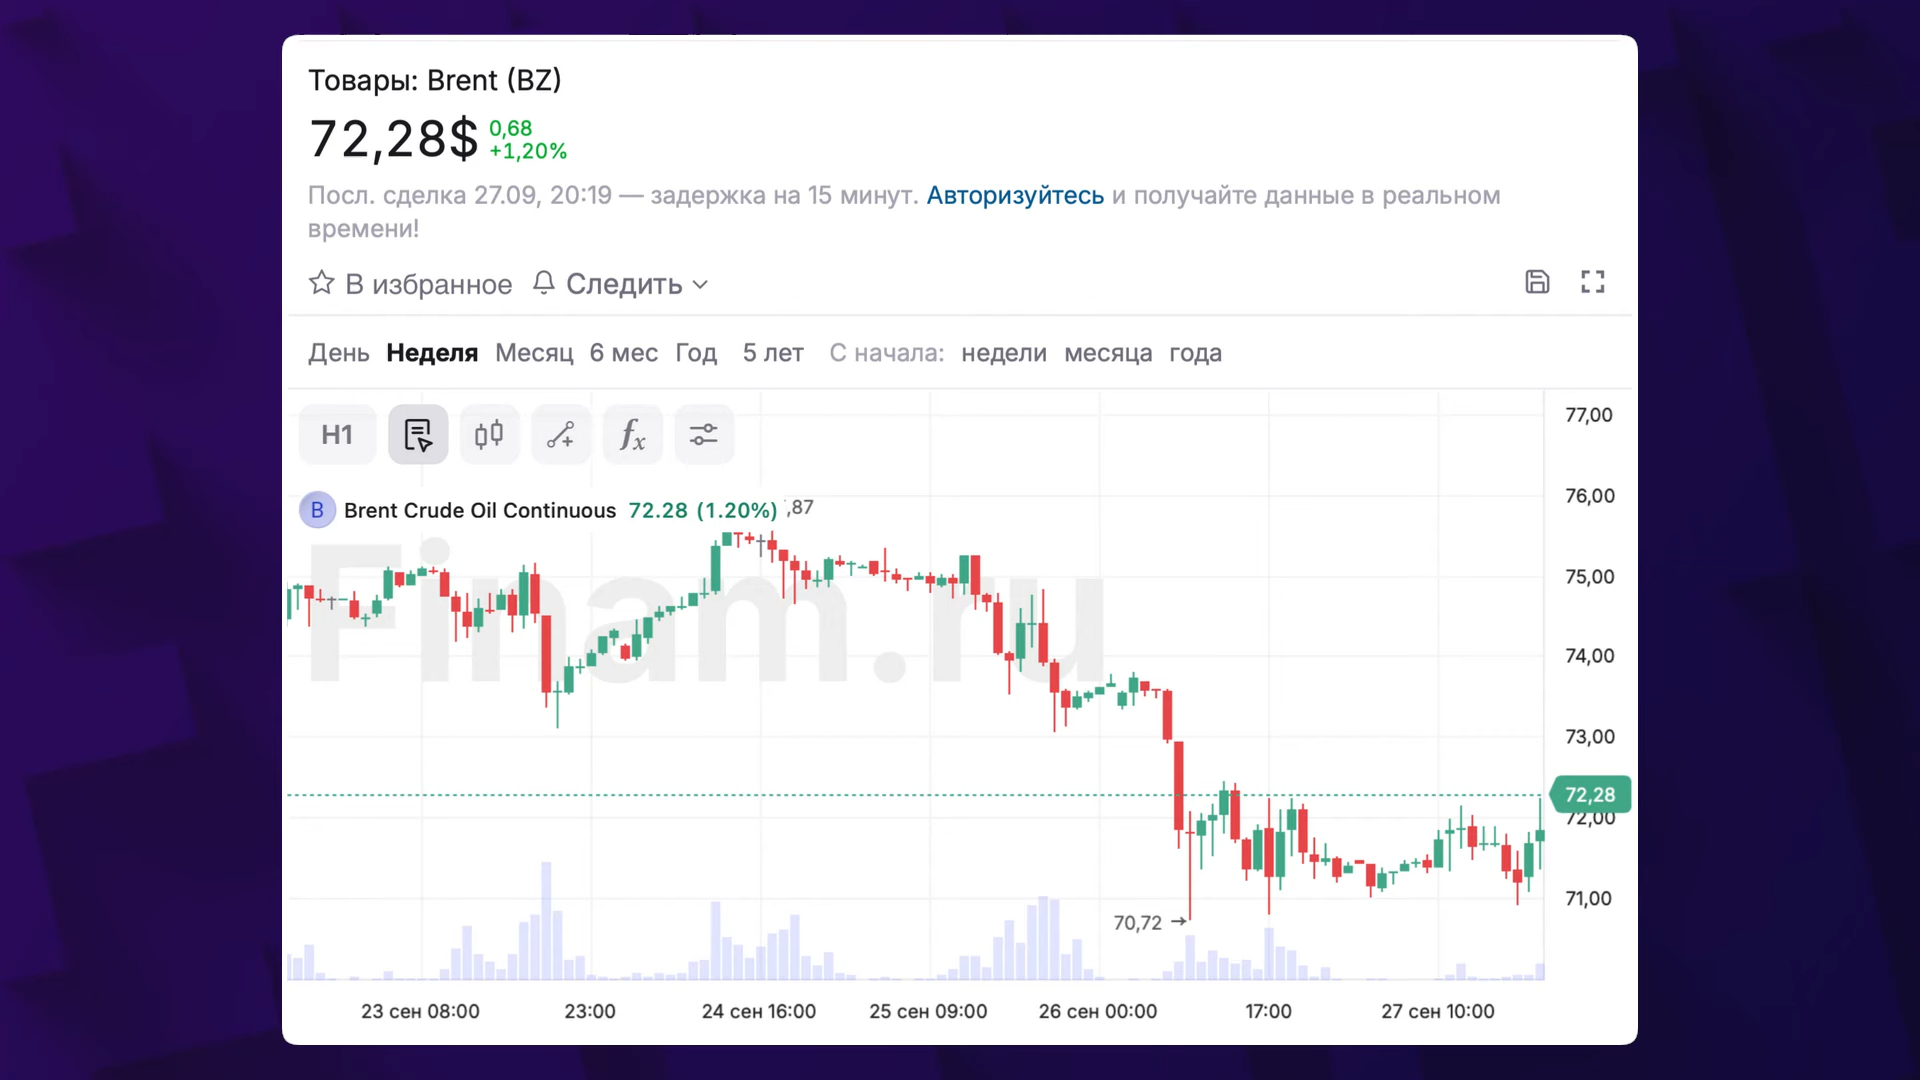 Товары: Brent (BZ)
72,28$ 0,68
+1,20%
Посл. сделка 27.09, 20:19 — задержка на 15 минут. Авторизуйтесь и получайте данные в реальном
времени!
В избранное Следить
День Неделя Месяц 6 мес Год 5 лет С начала: недели месяца года
H1 fx
77,00
76,00
B Brent Crude Oil Continuous 72.28 (1.20%) ,87
Finam.ru
75,00
74,00
73,00
72,28
72,00
71,00
70,72
23 сен 08:00 23:00 24 сен 16:00 25 сен 09:00 26 сен 00:00 17:00 27 сен 10:00